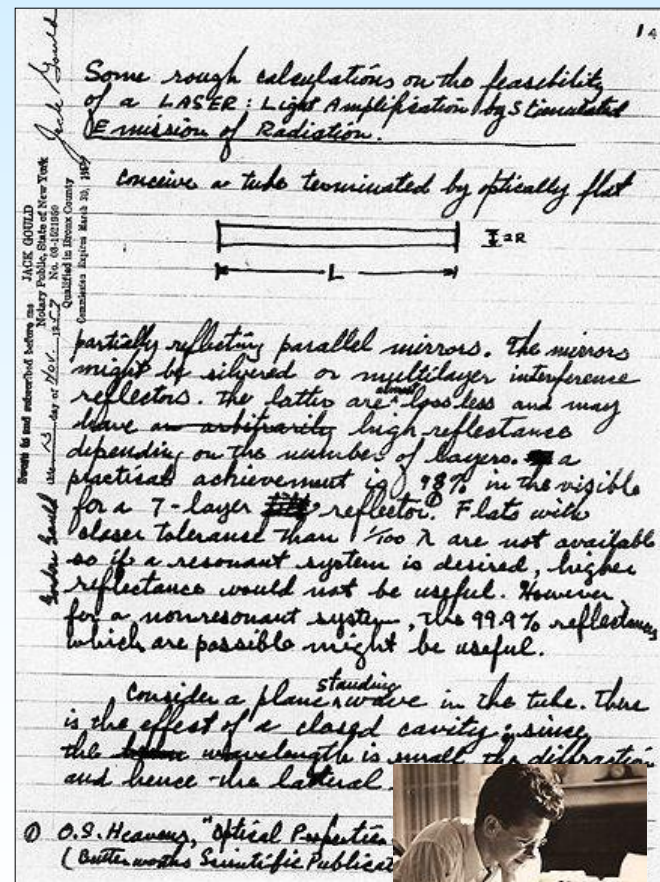 14
Some rough calculations on the feasibility
of a LASER: Light Amplification by Stimulated
Emission of Radiation.
conceive a tube terminated by optically flat
2R
L
partially reflecting parallel mirrors. The mirrors
might be silvered or multilayer interference
reflectors. The latter are almost lossless and may
have an arbitrarily high reflectance
depending on the number of layers. a
practical achievement is 98% in the visible
for a 7-layer reflector.① Flats with
closer tolerance than 1/100 λ are not available
so if a resonant system is desired, higher
reflectance would not be useful. However
for a nonresonant system, the 99.9% reflectances
which are possible might be useful.
Consider a plane standing wave in the tube. There
is the effect of a closed cavity; since
the wavelength is small the diffraction
and hence the lateral
① O.S. Heavens, "Optical Properties
(Butterworths Scientific Publicat
Jack Gould
Sworn to and subscribed before me
this 13 day of Nov. 1957
JACK GOULD
Notary Public, State of New York
No. 03-1521950
Qualified in Bronx County
Commission Expires March 30, 1959
Gordon Gould